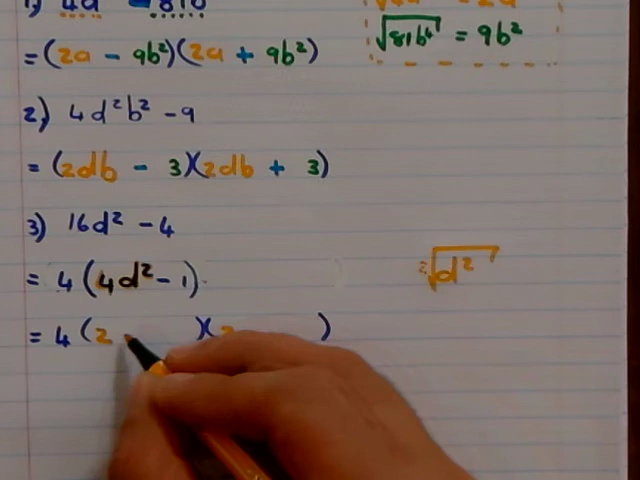 = (2a - 9b²)(2a + 9b²)
√81b⁴ = 9b²
2) 4d²b² - 9
= (2db - 3)(2db + 3)
3) 16d² - 4
= 4(4d² - 1)
²√d²
= 4(2 )(2 )